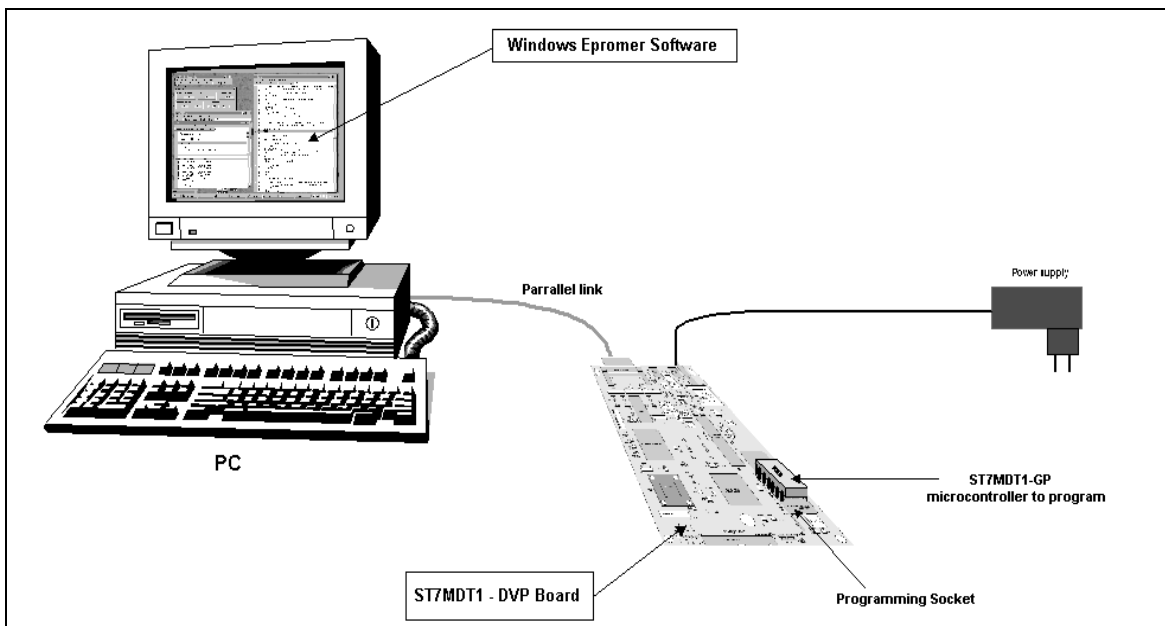 Windows Epromer Software
Power supply
Parrallel link
PC
ST7MDT1-GP
microcontroller to program
ST7MDT1 - DVP Board
Programming Socket